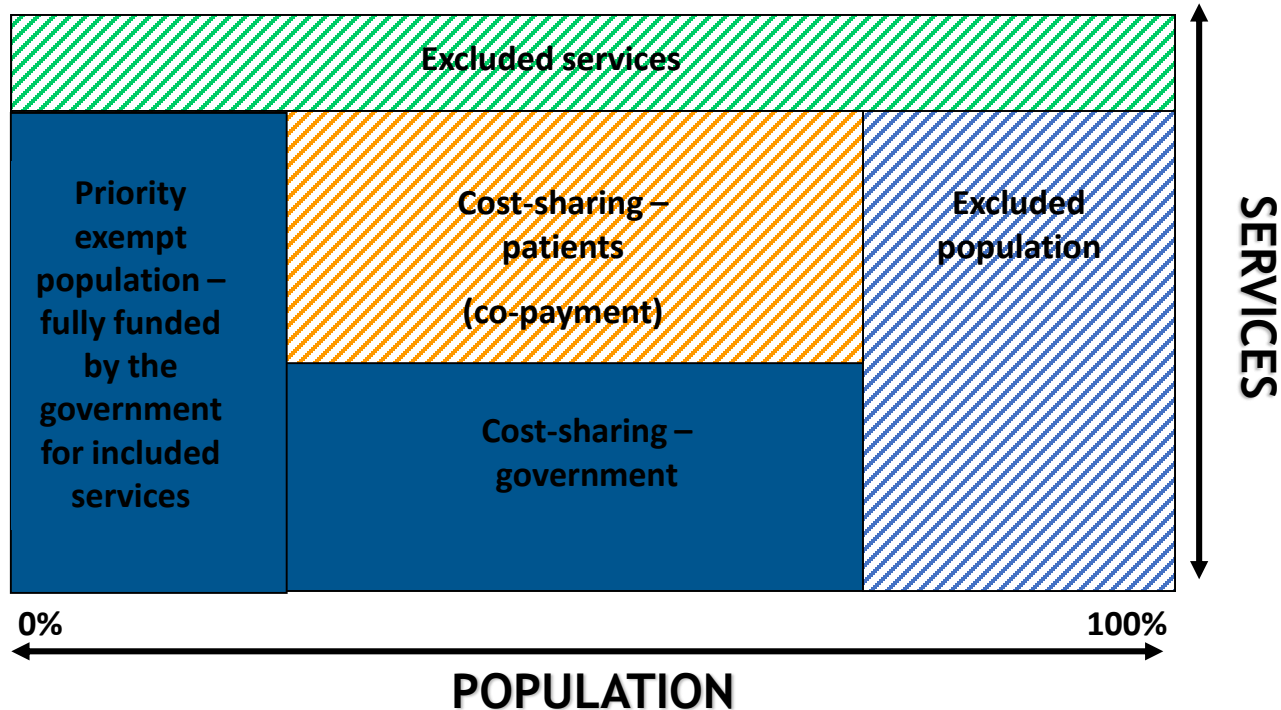 Excluded services
Priority
exempt
population –
fully funded
by the
government
for included
services
Cost-sharing –
patients
(co-payment)
Cost-sharing –
government
Excluded
population
SERVICES
0%
100%
POPULATION